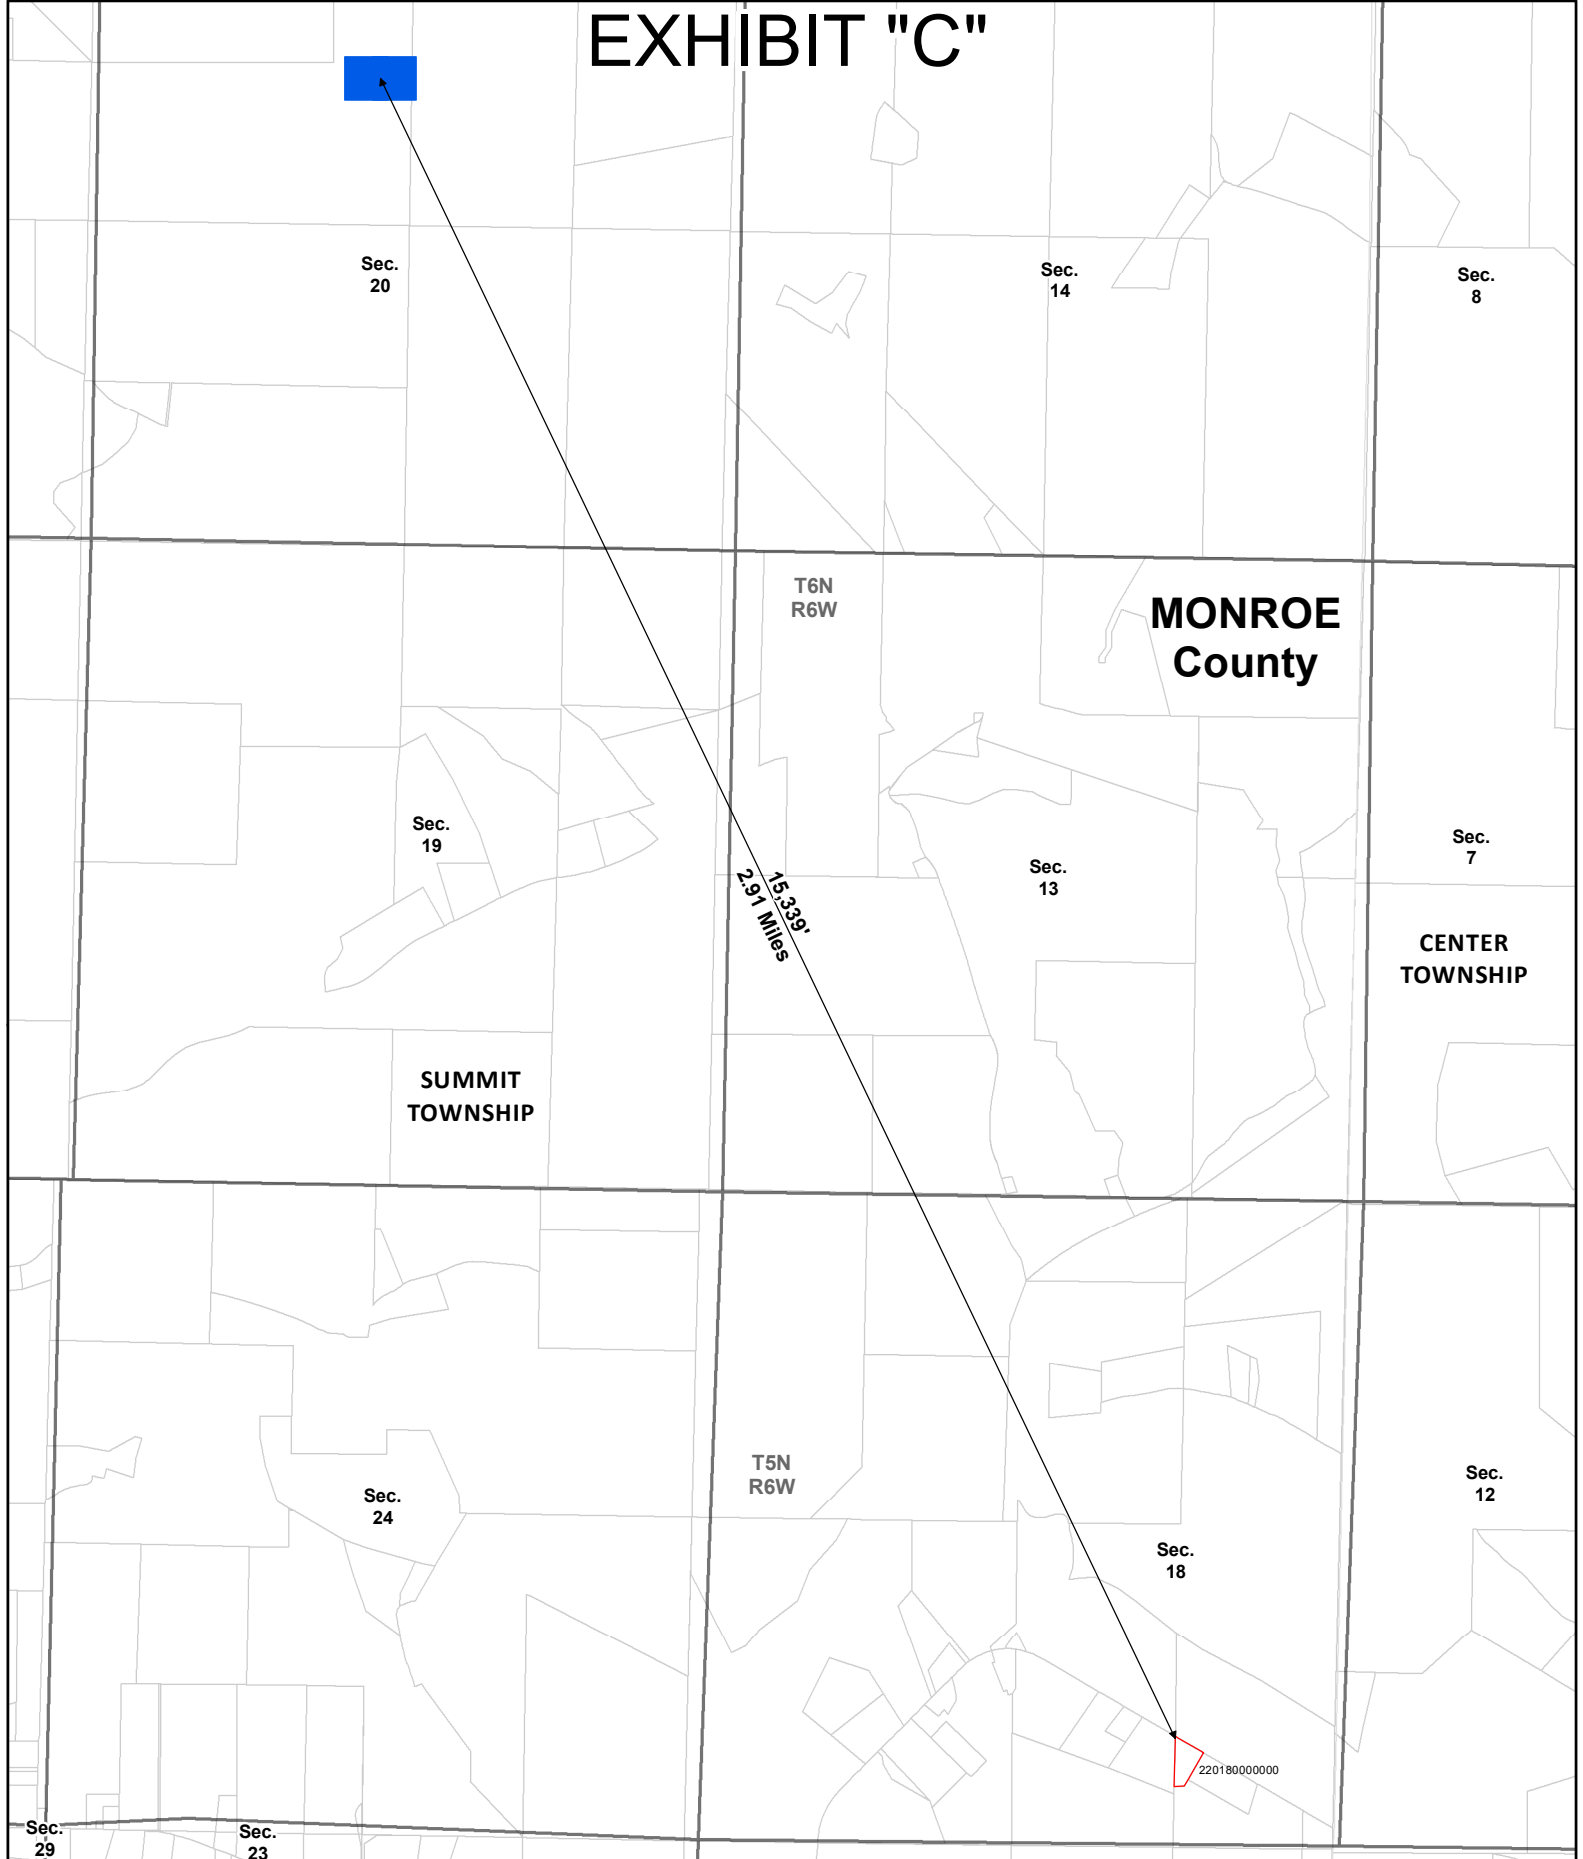 EXHIBIT "C"
Sec.
20
Sec.
14
Sec.
8
T6N
R6W
MONROE
County
Sec.
19
Sec.
13
Sec.
7
15,339'
2.91 Miles
CENTER
TOWNSHIP
SUMMIT
TOWNSHIP
T5N
R6W
Sec.
24
Sec.
12
Sec.
18
220180000000
Sec.
29
Sec.
23